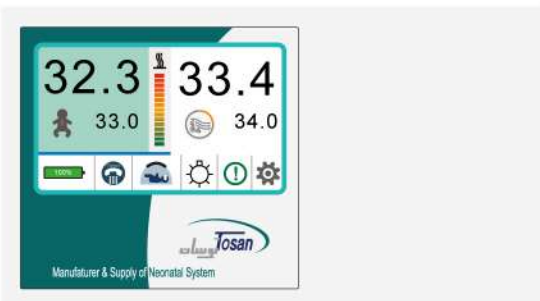 32.3 33.4
33.0 34.0
100%
توسان Tosan
Manufaturer & Supply of Neonatal System